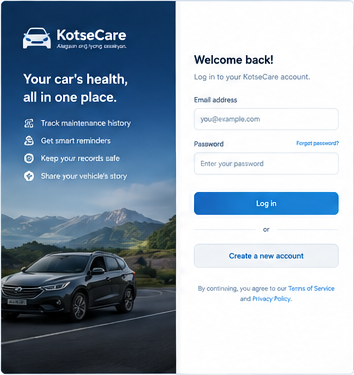 KotseCare
Alagaan ang iyong sasakyan.
Your car's health,
all in one place.
Track maintenance history
Get smart reminders
Keep your records safe
Share your vehicle's story
Welcome back!
Log in to your KotseCare account.
Email address
you@example.com
Password
Forgot password?
Enter your password
Log in
or
Create a new account
By continuing, you agree to our Terms of Service
and Privacy Policy.